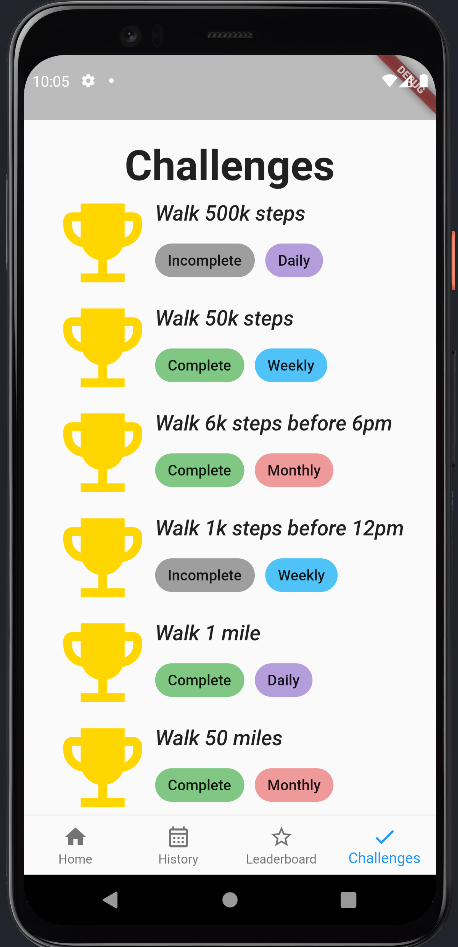 10:05
DEBUG
Challenges
Walk 500k steps
Incomplete Daily
Walk 50k steps
Complete Weekly
Walk 6k steps before 6pm
Complete Monthly
Walk 1k steps before 12pm
Incomplete Weekly
Walk 1 mile
Complete Daily
Walk 50 miles
Complete Monthly
Home History Leaderboard Challenges